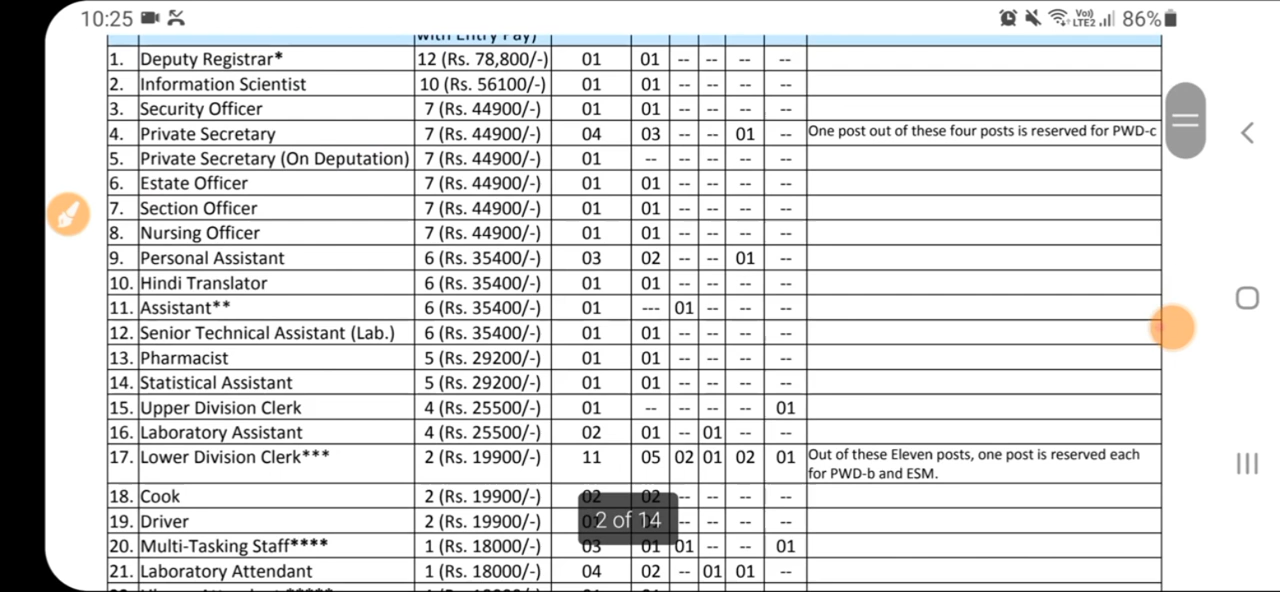 10:25 Vo)) LTE2 86%
with Entry Pay)
1. Deputy Registrar* 12 (Rs. 78,800/-) 01 01 -- -- -- --
2. Information Scientist 10 (Rs. 56100/-) 01 01 -- -- -- --
3. Security Officer 7 (Rs. 44900/-) 01 01 -- -- -- --
4. Private Secretary 7 (Rs. 44900/-) 04 03 -- -- 01 -- One post out of these four posts is reserved for PWD-c
5. Private Secretary (On Deputation) 7 (Rs. 44900/-) 01 -- -- -- -- --
6. Estate Officer 7 (Rs. 44900/-) 01 01 -- -- -- --
7. Section Officer 7 (Rs. 44900/-) 01 01 -- -- -- --
8. Nursing Officer 7 (Rs. 44900/-) 01 01 -- -- -- --
9. Personal Assistant 6 (Rs. 35400/-) 03 02 -- -- 01 --
10. Hindi Translator 6 (Rs. 35400/-) 01 01 -- -- -- --
11. Assistant** 6 (Rs. 35400/-) 01 --- 01 -- -- --
12. Senior Technical Assistant (Lab.) 6 (Rs. 35400/-) 01 01 -- -- -- --
13. Pharmacist 5 (Rs. 29200/-) 01 01 -- -- -- --
14. Statistical Assistant 5 (Rs. 29200/-) 01 01 -- -- -- --
15. Upper Division Clerk 4 (Rs. 25500/-) 01 -- -- -- -- 01
16. Laboratory Assistant 4 (Rs. 25500/-) 02 01 -- 01 -- --
17. Lower Division Clerk*** 2 (Rs. 19900/-) 11 05 02 01 02 01 Out of these Eleven posts, one post is reserved each
for PWD-b and ESM.
18. Cook 2 (Rs. 19900/-) 02 02 -- -- -- --
19. Driver 2 (Rs. 19900/-) -- -- -- --
2 of 14
20. Multi-Tasking Staff**** 1 (Rs. 18000/-) 03 01 01 -- -- 01
21. Laboratory Attendant 1 (Rs. 18000/-) 04 02 -- 01 01 --